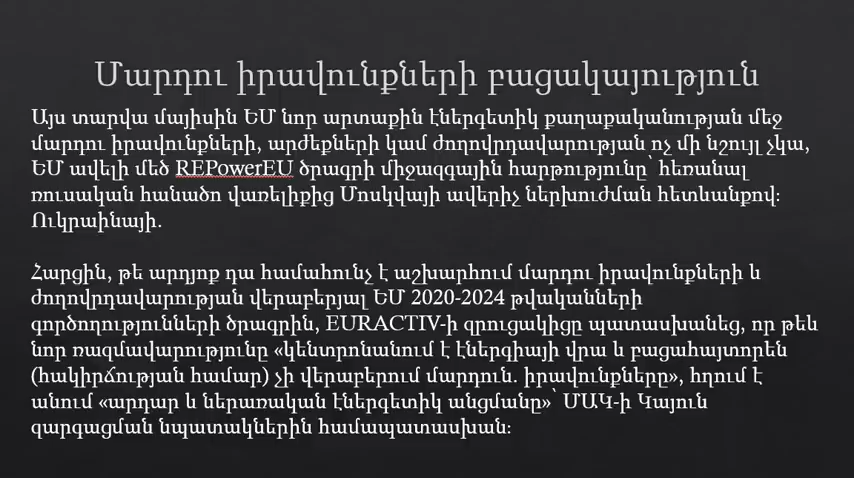 Մարդու իրավունքների բացակայություն
Այս տարվա մայիսին ԵՄ նոր արտաքին էներգետիկ քաղաքականության մեջ
մարդու իրավունքների, արժեքների կամ ժողովրդավարության ոչ մի նշույլ չկա,
ԵՄ ավելի մեծ REPowerEU ծրագրի միջազգային հարթությունը՝ հեռանալ
ռուսական հանածո վառելիքից Մոսկվայի ավերիչ ներխուժման հետևանքով։
Ուկրաինայի.
Հարցին, թե արդյոք դա համահունչ է աշխարհում մարդու իրավունքների և
ժողովրդավարության վերաբերյալ ԵՄ 2020-2024 թվականների
գործողությունների ծրագրին, EURACTIV-ի զրուցակիցը պատասխանեց, որ թեև
նոր ռազմավարությունը «կենտրոնանում է էներգիայի վրա և բացահայտորեն
(հակիրճության համար) չի վերաբերում մարդուն. իրավունքները», հղում է
անում «արդար և ներառական էներգետիկ անցմանը»՝ ՄԱԿ-ի Կայուն
զարգացման նպատակներին համապատասխան։